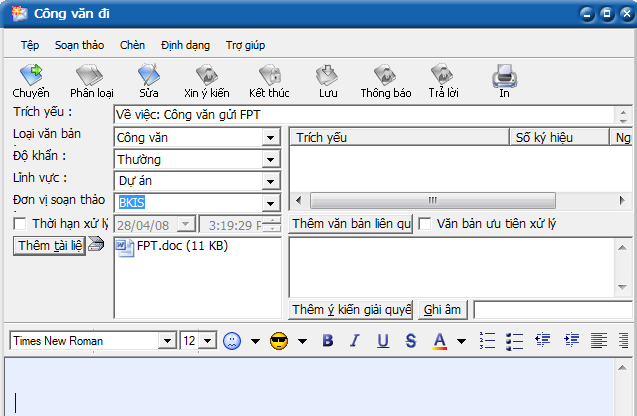 Công văn đi
Tệp Soạn thảo Chèn Định dạng Trợ giúp
Chuyển Phân loại Sửa Xin ý kiến Kết thúc Lưu Thông báo Trả lời In
Trích yếu : Về việc: Công văn gửi FPT
Loại văn bản Công văn Trích yếu Số ký hiệu Ng
Độ khẩn : Thường
Lĩnh vực : Dự án
Đơn vị soạn thảo BKIS
Thời hạn xử lý 28/04/08 3:19:29 P Thêm văn bản liên qu Văn bản ưu tiên xử lý
Thêm tài liệ FPT.doc (11 KB)
Thêm ý kiến giải quyế Ghi âm
Times New Roman 12 B I U S A